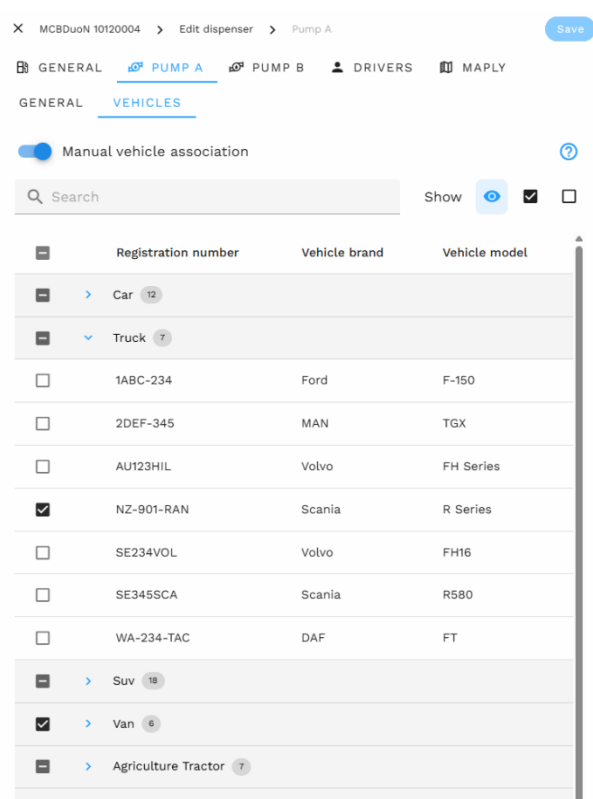 MCBDuoN 10120004 > Edit dispenser > Pump A Save
GENERAL PUMP A PUMP B DRIVERS MAPLY
GENERAL VEHICLES
Manual vehicle association
Search Show
Registration number Vehicle brand Vehicle model
Car 12
Truck 7
1ABC-234 Ford F-150
2DEF-345 MAN TGX
AU123HIL Volvo FH Series
NZ-901-RAN Scania R Series
SE234VOL Volvo FH16
SE345SCA Scania R580
WA-234-TAC DAF FT
Suv 18
Van 6
Agriculture Tractor 7